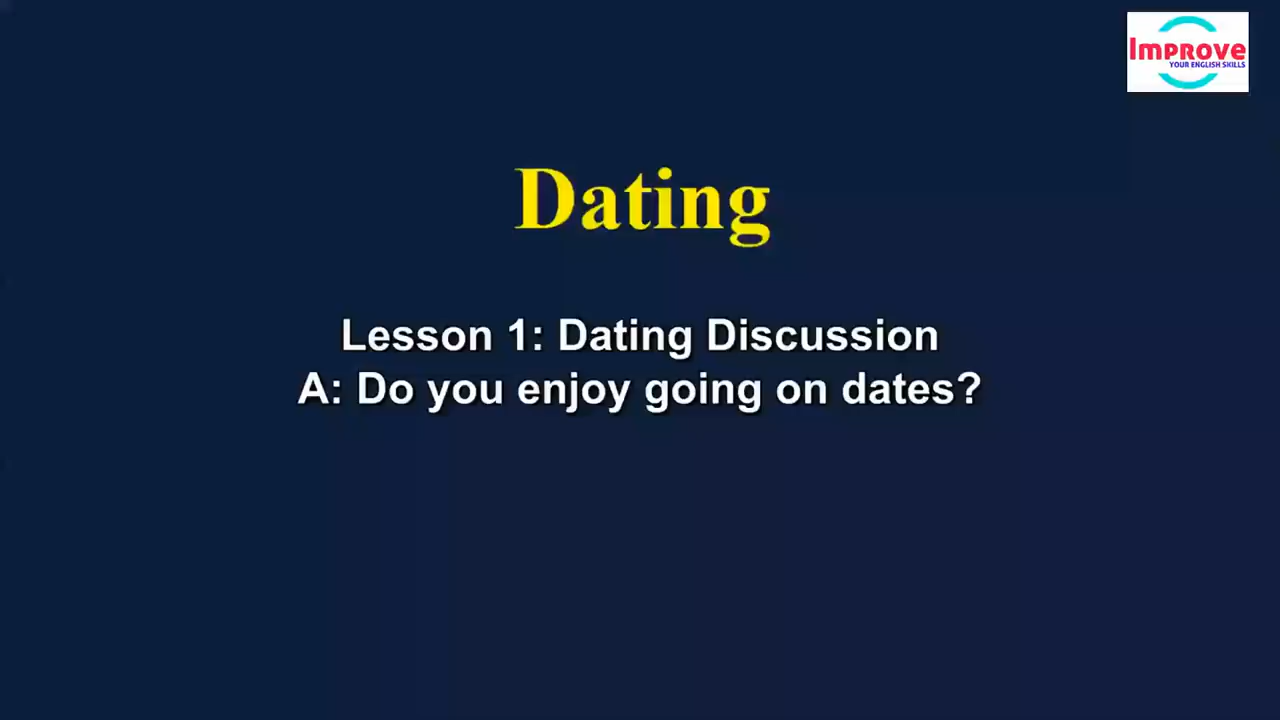 Improve
YOUR ENGLISH SKILLS
Dating
Lesson 1: Dating Discussion
A: Do you enjoy going on dates?